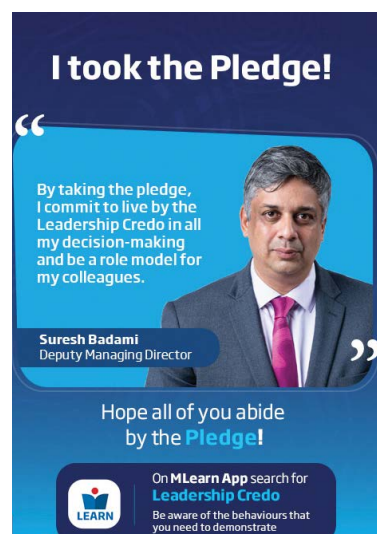 I took the Pledge!
“
By taking the pledge,
I commit to live by the
Leadership Credo in all
my decision-making
and be a role model for
my colleagues.
Suresh Badami
Deputy Managing Director
”
Hope all of you abide
by the Pledge!
LEARN
On MLearn App search for
Leadership Credo
Be aware of the behaviours that
you need to demonstrate